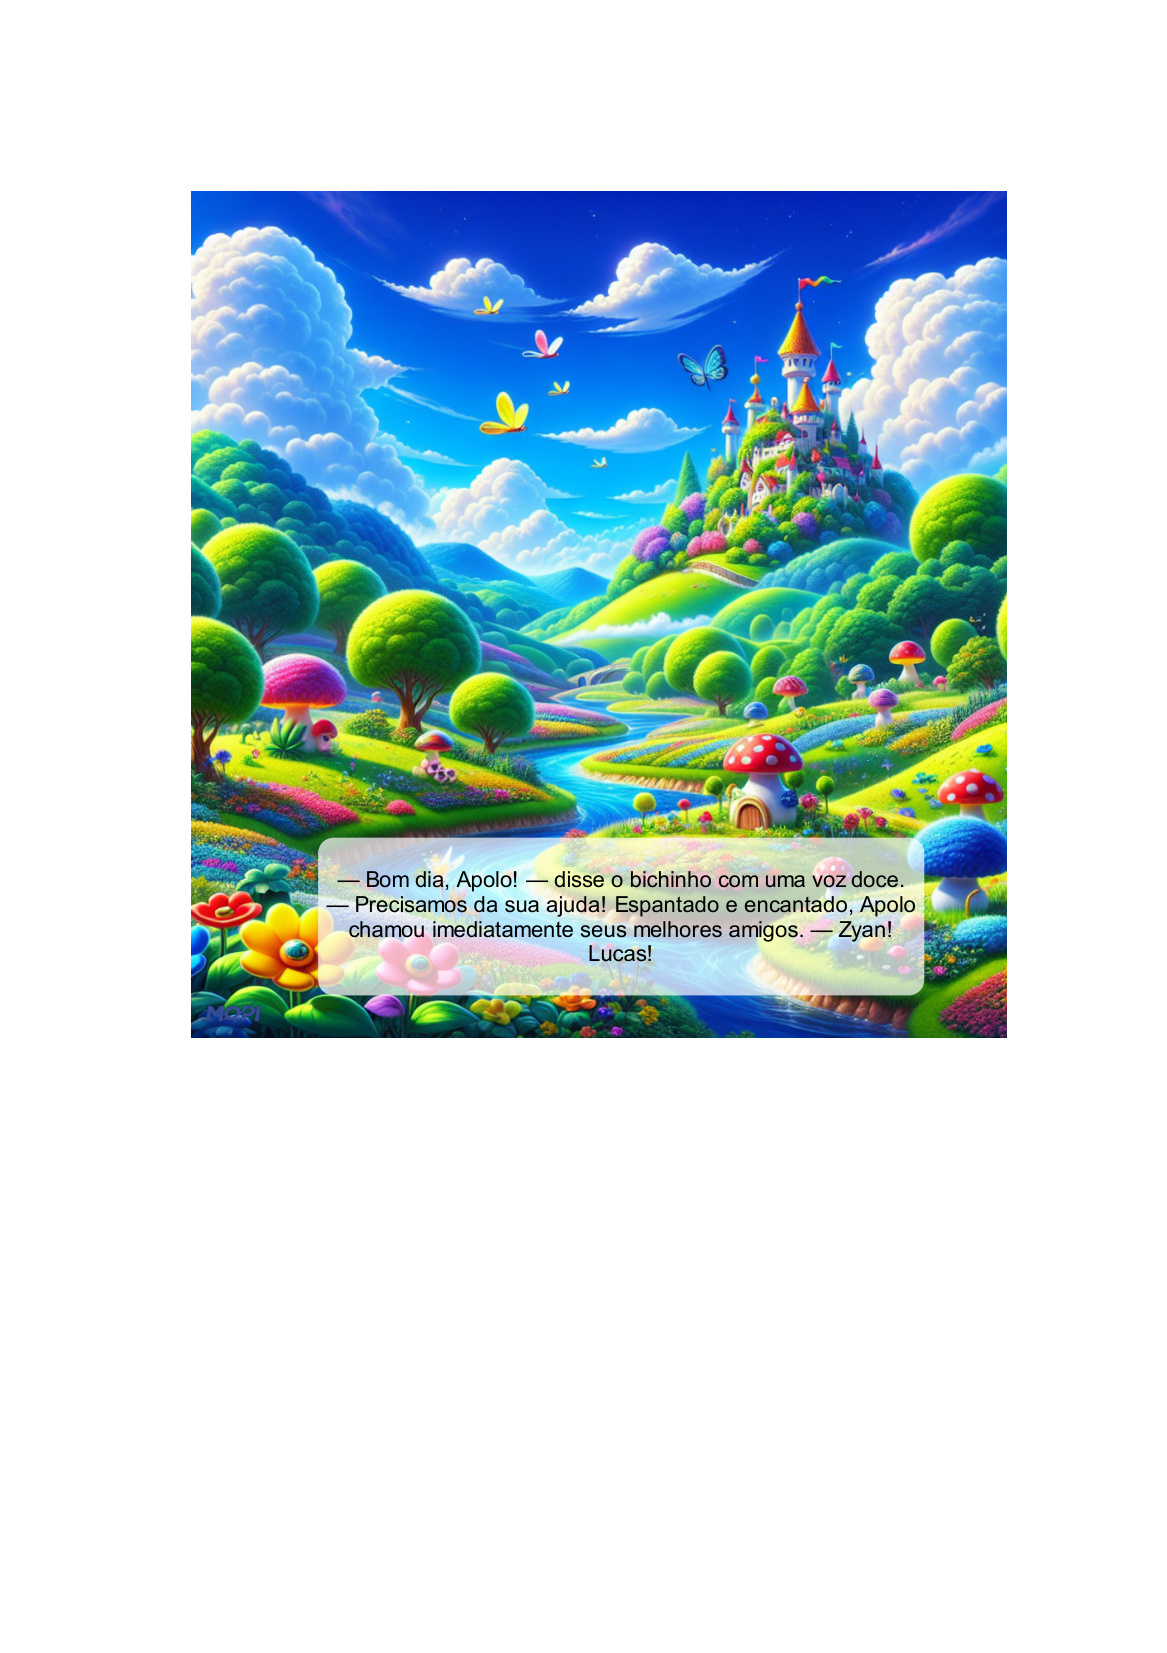 — Bom dia, Apolo! — disse o bichinho com uma voz doce.
— Precisamos da sua ajuda! Espantado e encantado, Apolo
chamou imediatamente seus melhores amigos. — Zyan!
Lucas!
MOPI